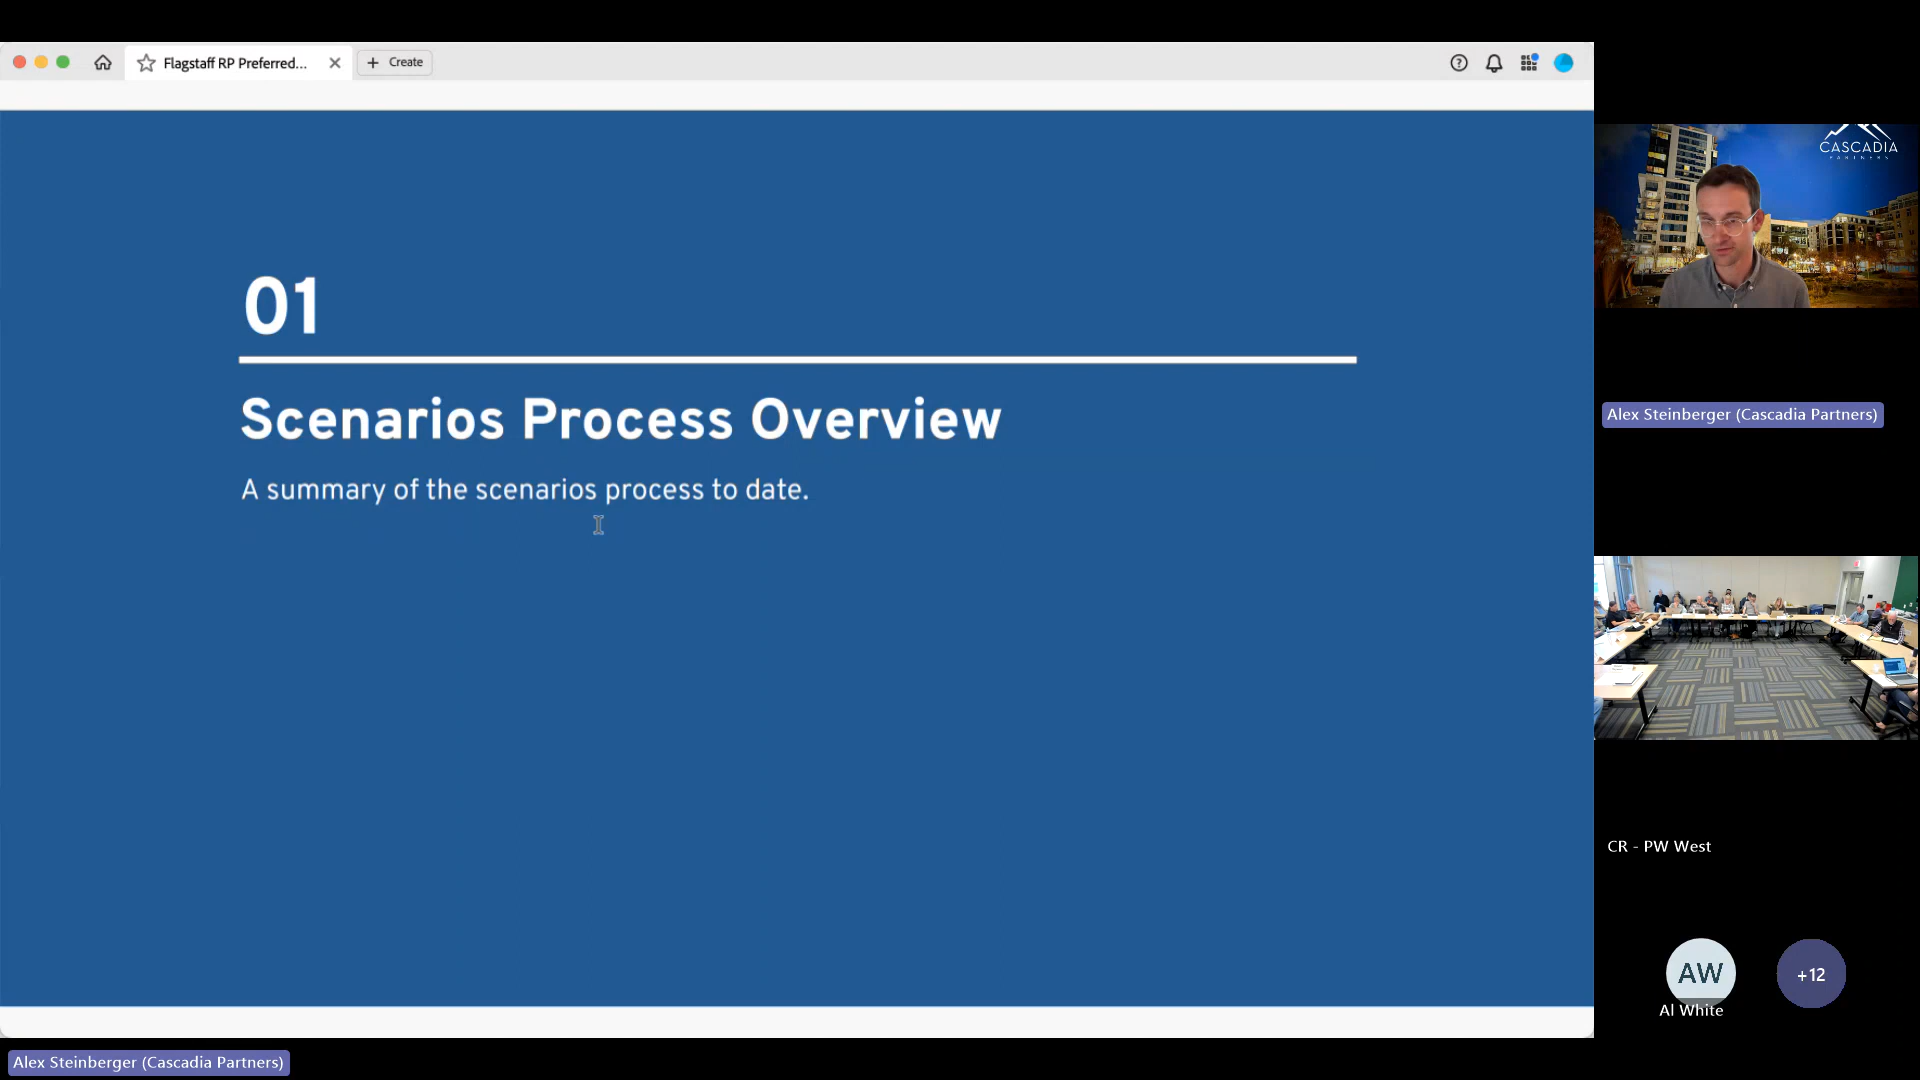 Flagstaff RP Preferred...
Create
01
Scenarios Process Overview
A summary of the scenarios process to date.
CASCADIA
PARTNERS
Alex Steinberger (Cascadia Partners)
CR - PW West
AW
+12
Al White
Alex Steinberger (Cascadia Partners)